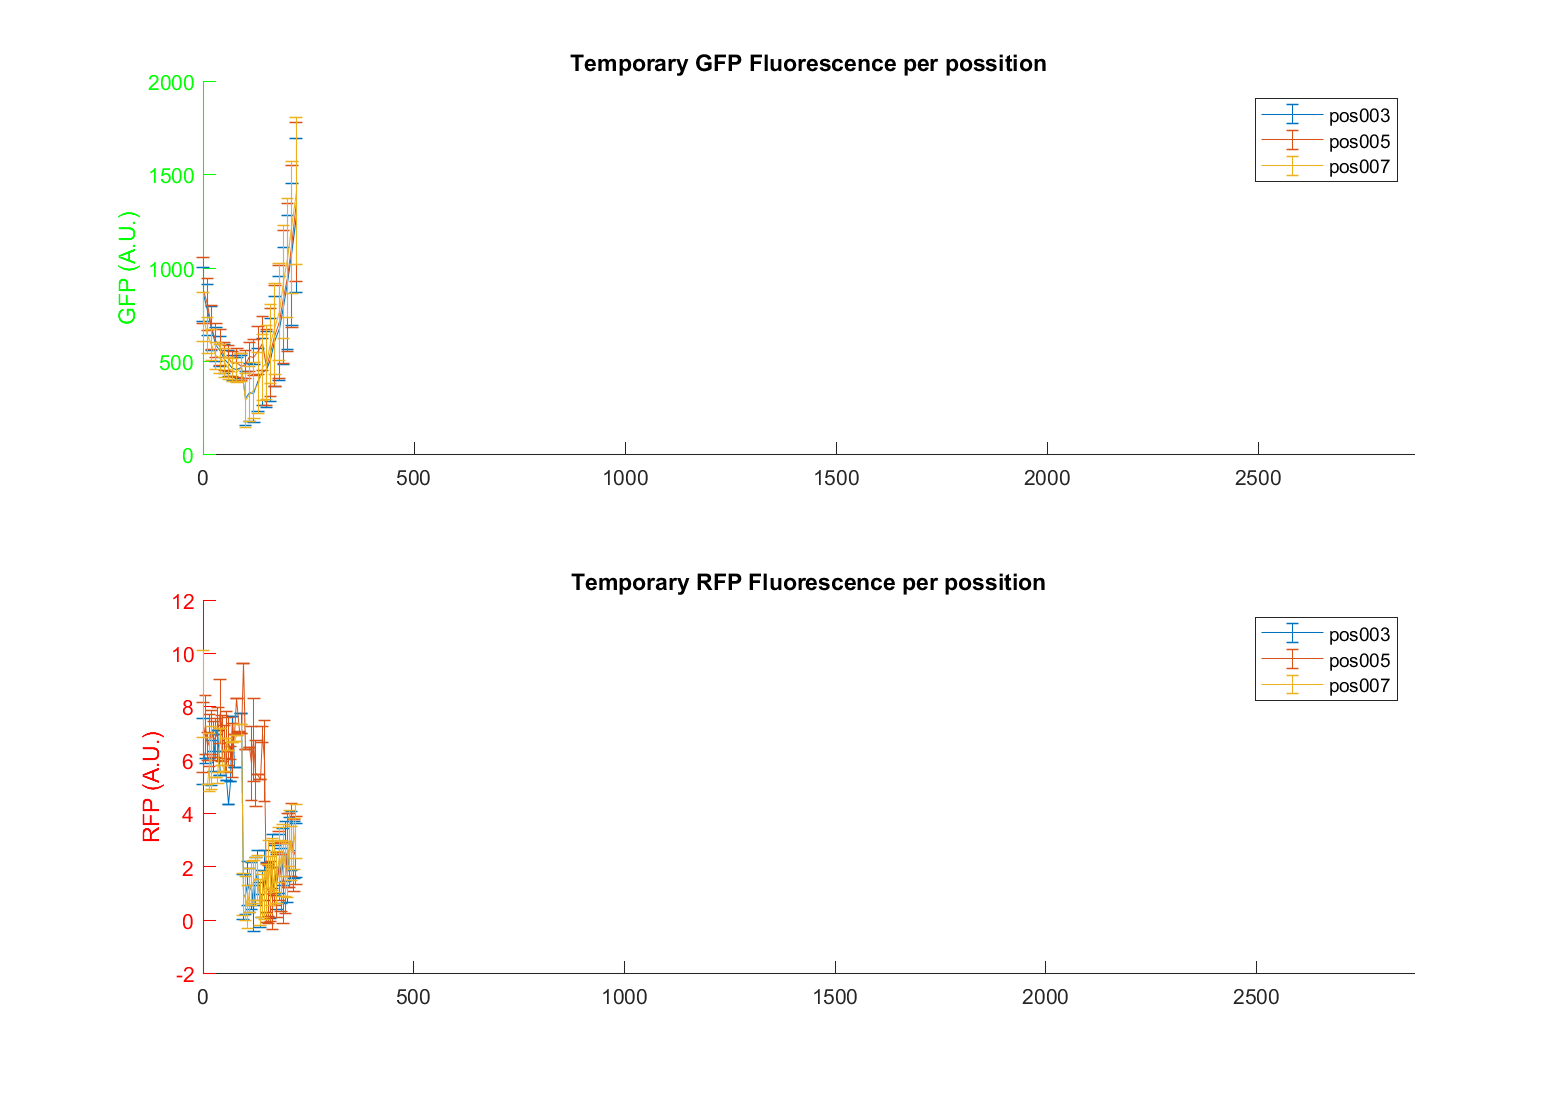 Temporary GFP Fluorescence per possition
2000
1500
1000
500
0
GFP (A.U.)
0 500 1000 1500 2000 2500
pos003
pos005
pos007
Temporary RFP Fluorescence per possition
12
10
8
6
4
2
0
-2
RFP (A.U.)
0 500 1000 1500 2000 2500
pos003
pos005
pos007